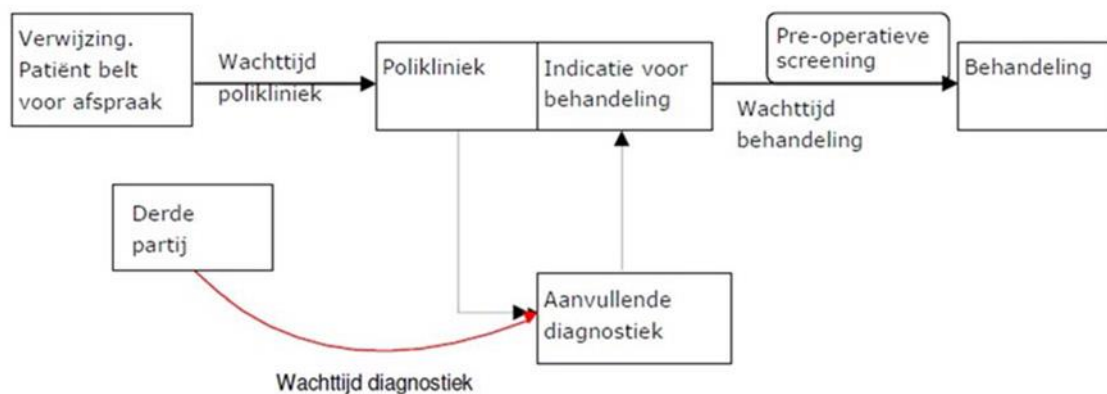 Verwijzing.
Patiënt belt
voor afspraak
Wachttijd
polikliniek
Polikliniek
Indicatie voor
behandeling
Pre-operatieve
screening
Wachttijd
behandeling
Behandeling
Derde
partij
Aanvullende
diagnostiek
Wachttijd diagnostiek